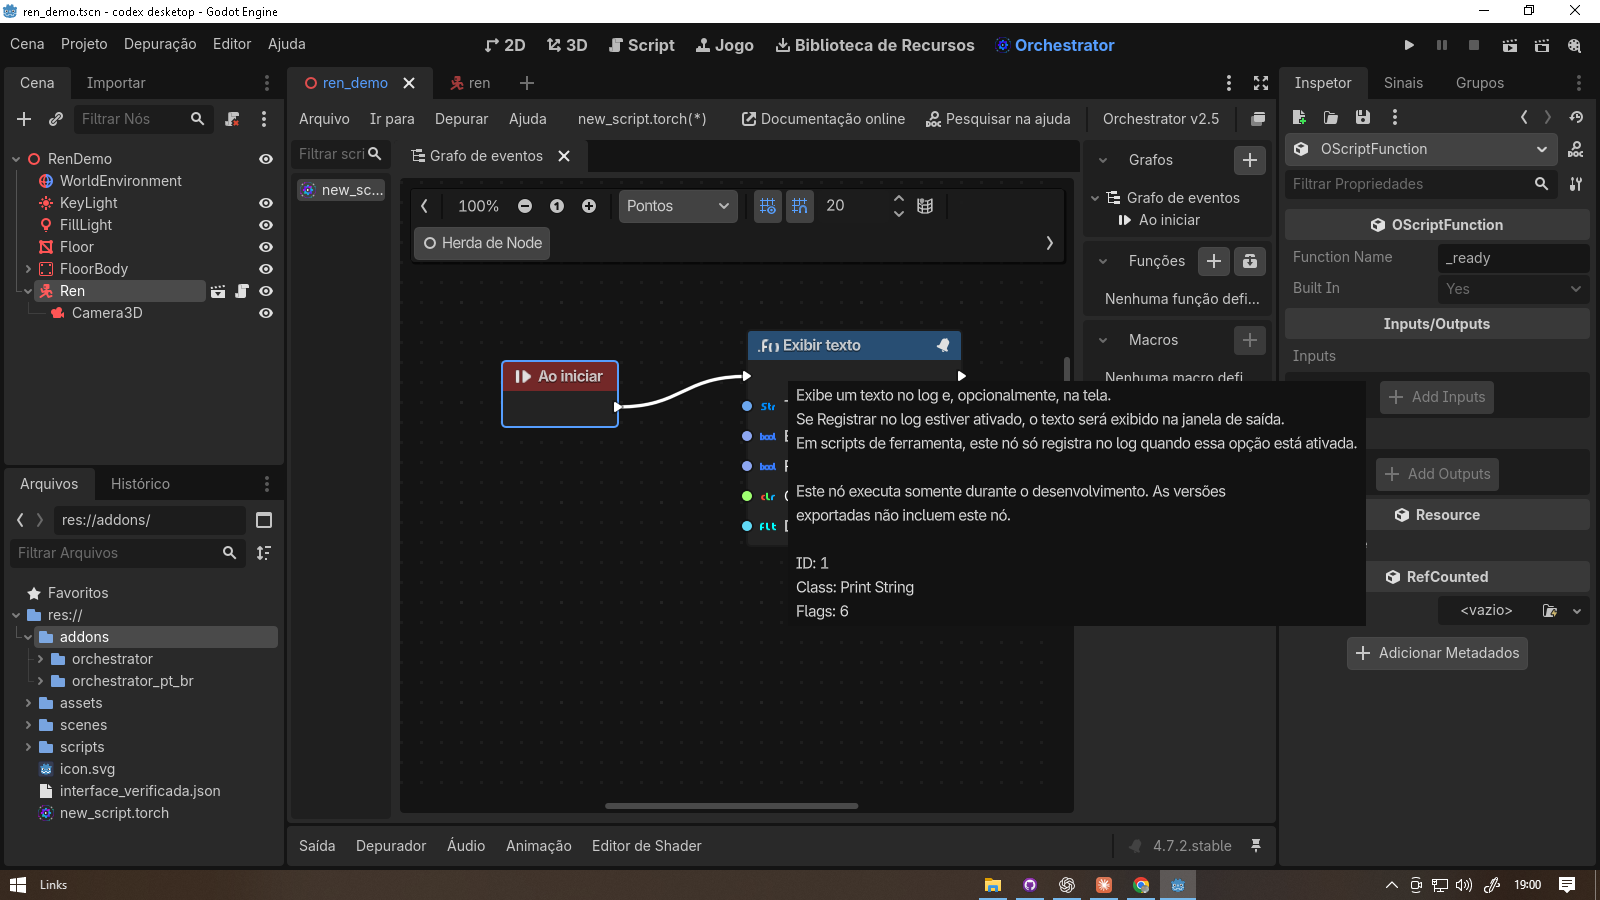 ren_demo.tscn - codex desketop - Godot Engine
Cena Projeto Depuração Editor Ajuda
2D 3D Script Jogo Biblioteca de Recursos Orchestrator
Cena Importar
Filtrar Nós
RenDemo
WorldEnvironment
KeyLight
FillLight
Floor
FloorBody
Ren
Camera3D
Arquivos Histórico
res://addons/
Filtrar Arquivos
Favoritos
res://
addons
orchestrator
orchestrator_pt_br
assets
scenes
scripts
icon.svg
interface_verificada.json
new_script.torch
ren_demo ren
Arquivo Ir para Depurar Ajuda new_script.torch(*) Documentação online Pesquisar na ajuda Orchestrator v2.5
Filtrar scri
new_sc...
Grafo de eventos
100% 1 Pontos 20
Herda de Node
Ao iniciar
Exibir texto
Str
bool
bool
clr
flt
Exibe um texto no log e, opcionalmente, na tela.
Se Registrar no log estiver ativado, o texto será exibido na janela de saída.
Em scripts de ferramenta, este nó só registra no log quando essa opção está ativada.
Este nó executa somente durante o desenvolvimento. As versões
exportadas não incluem este nó.
ID: 1
Class: Print String
Flags: 6
Grafos
Grafo de eventos
Ao iniciar
Funções
Nenhuma função defi...
Macros
Nenhuma macro defi
Saída Depurador Áudio Animação Editor de Shader 4.7.2.stable
Inspetor Sinais Grupos
OScriptFunction
Filtrar Propriedades
OScriptFunction
Function Name _ready
Built In Yes
Inputs/Outputs
Inputs
Add Inputs
Add Outputs
Resource
RefCounted
<vazio>
Adicionar Metadados
Links
19:00